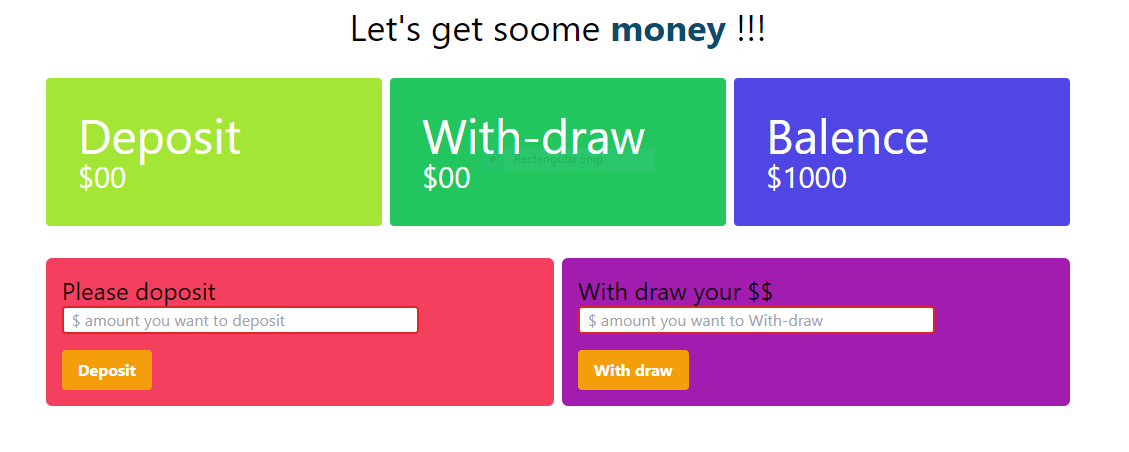 Let's get soome money !!!
Deposit
$00
With-draw
Rectangular Snip
$00
Balence
$1000
Please doposit
$ amount you want to deposit
Deposit
With draw your $$
$ amount you want to With-draw
With draw